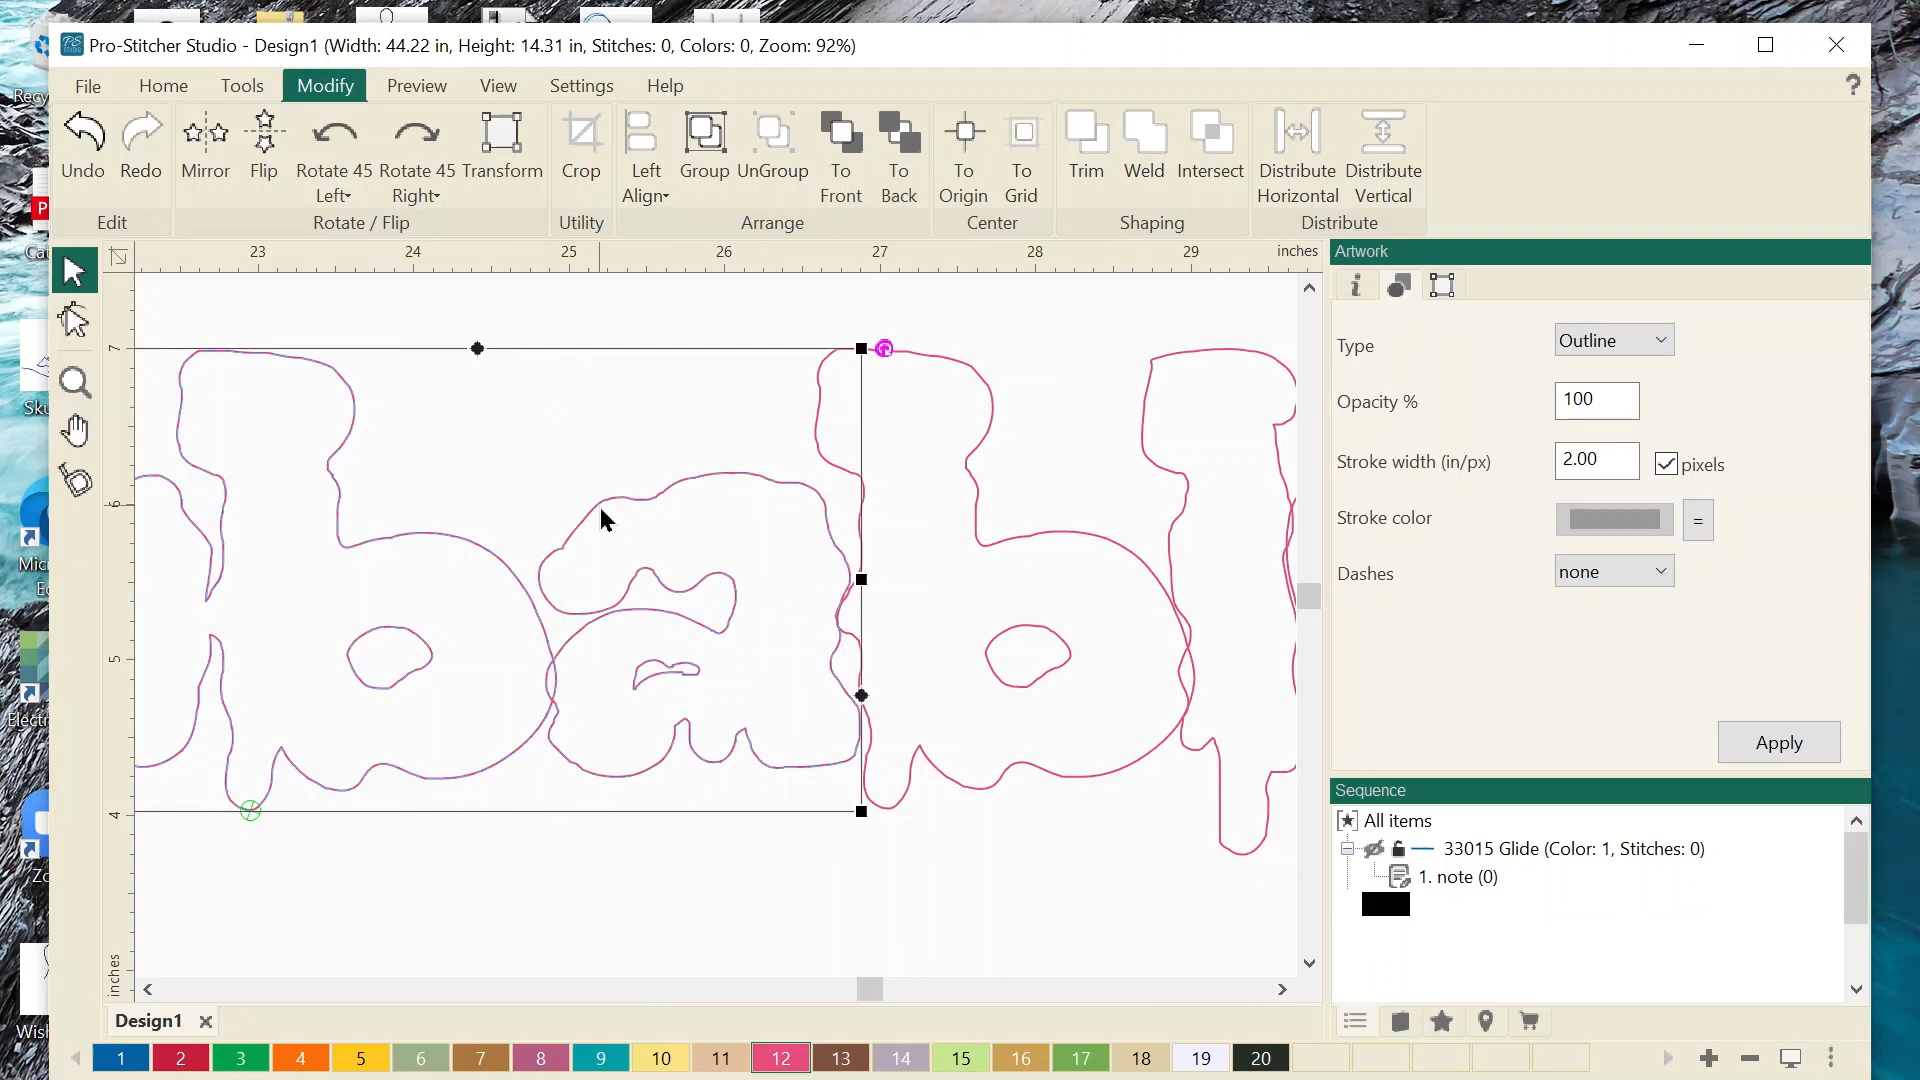 Pro-Stitcher Studio - Design1 (Width: 44.22 in, Height: 14.31 in, Stitches: 0, Colors: 0, Zoom: 92%)
File Home Tools Modify Preview View Settings Help
?
Undo Redo Mirror Flip Rotate 45 Left Rotate 45 Right Transform Crop Left Align Group UnGroup To Front To Back To Origin To Grid Trim Weld Intersect Distribute Horizontal Distribute Vertical
Edit Rotate / Flip Utility Arrange Center Shaping Distribute
23 24 25 26 27 28 29 inches
7
6
5
4
inches
babl
Artwork
Type Outline
Opacity % 100
Stroke width (in/px) 2.00 pixels
Stroke color =
Dashes none
Apply
Sequence
All items
33015 Glide (Color: 1, Stitches: 0)
1. note (0)
Design1
1 2 3 4 5 6 7 8 9 10 11 12 13 14 15 16 17 18 19 20